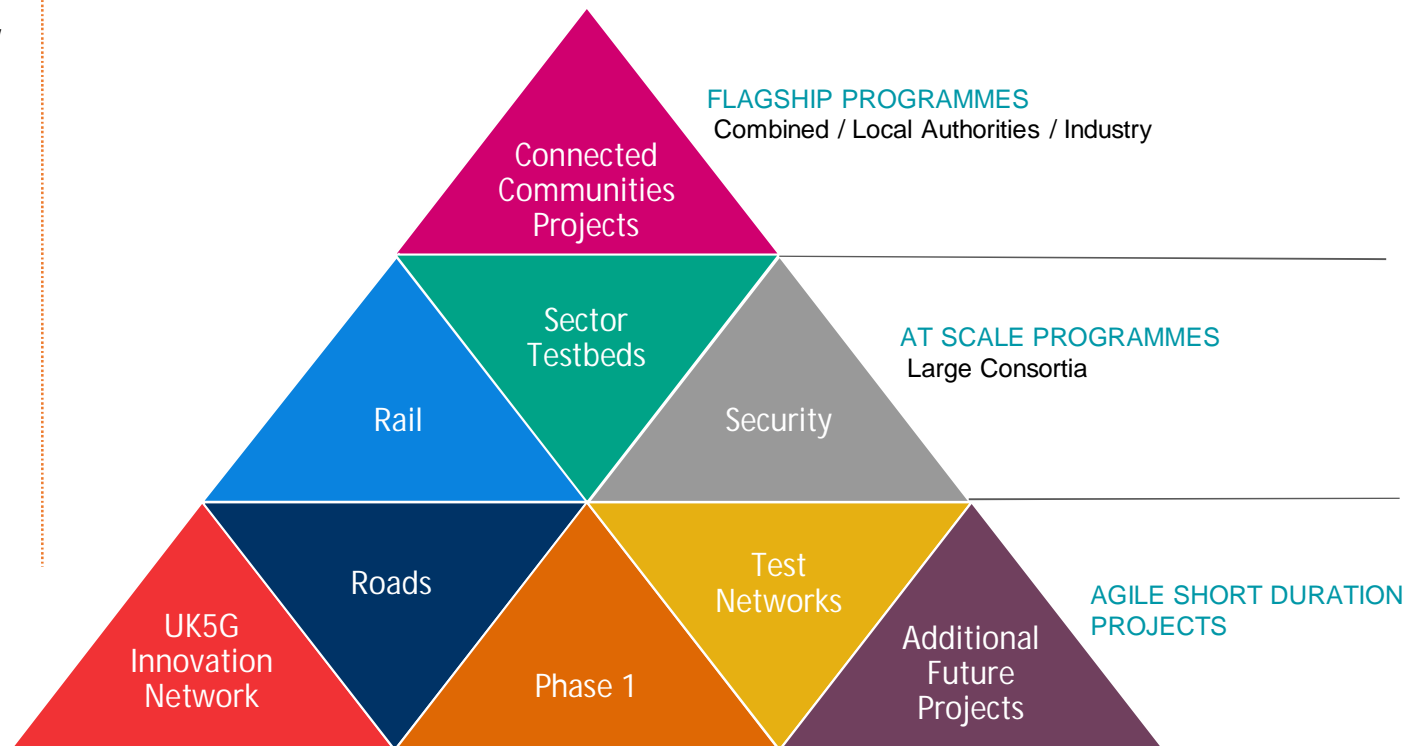 FLAGSHIP PROGRAMMES
Combined / Local Authorities / Industry
Connected
Communities
Projects
Sector
Testbeds
AT SCALE PROGRAMMES
Large Consortia
Rail
Security
Test
Networks
Roads
AGILE SHORT DURATION
PROJECTS
UK5G
Innovation
Network
Phase 1
Additional
Future
Projects